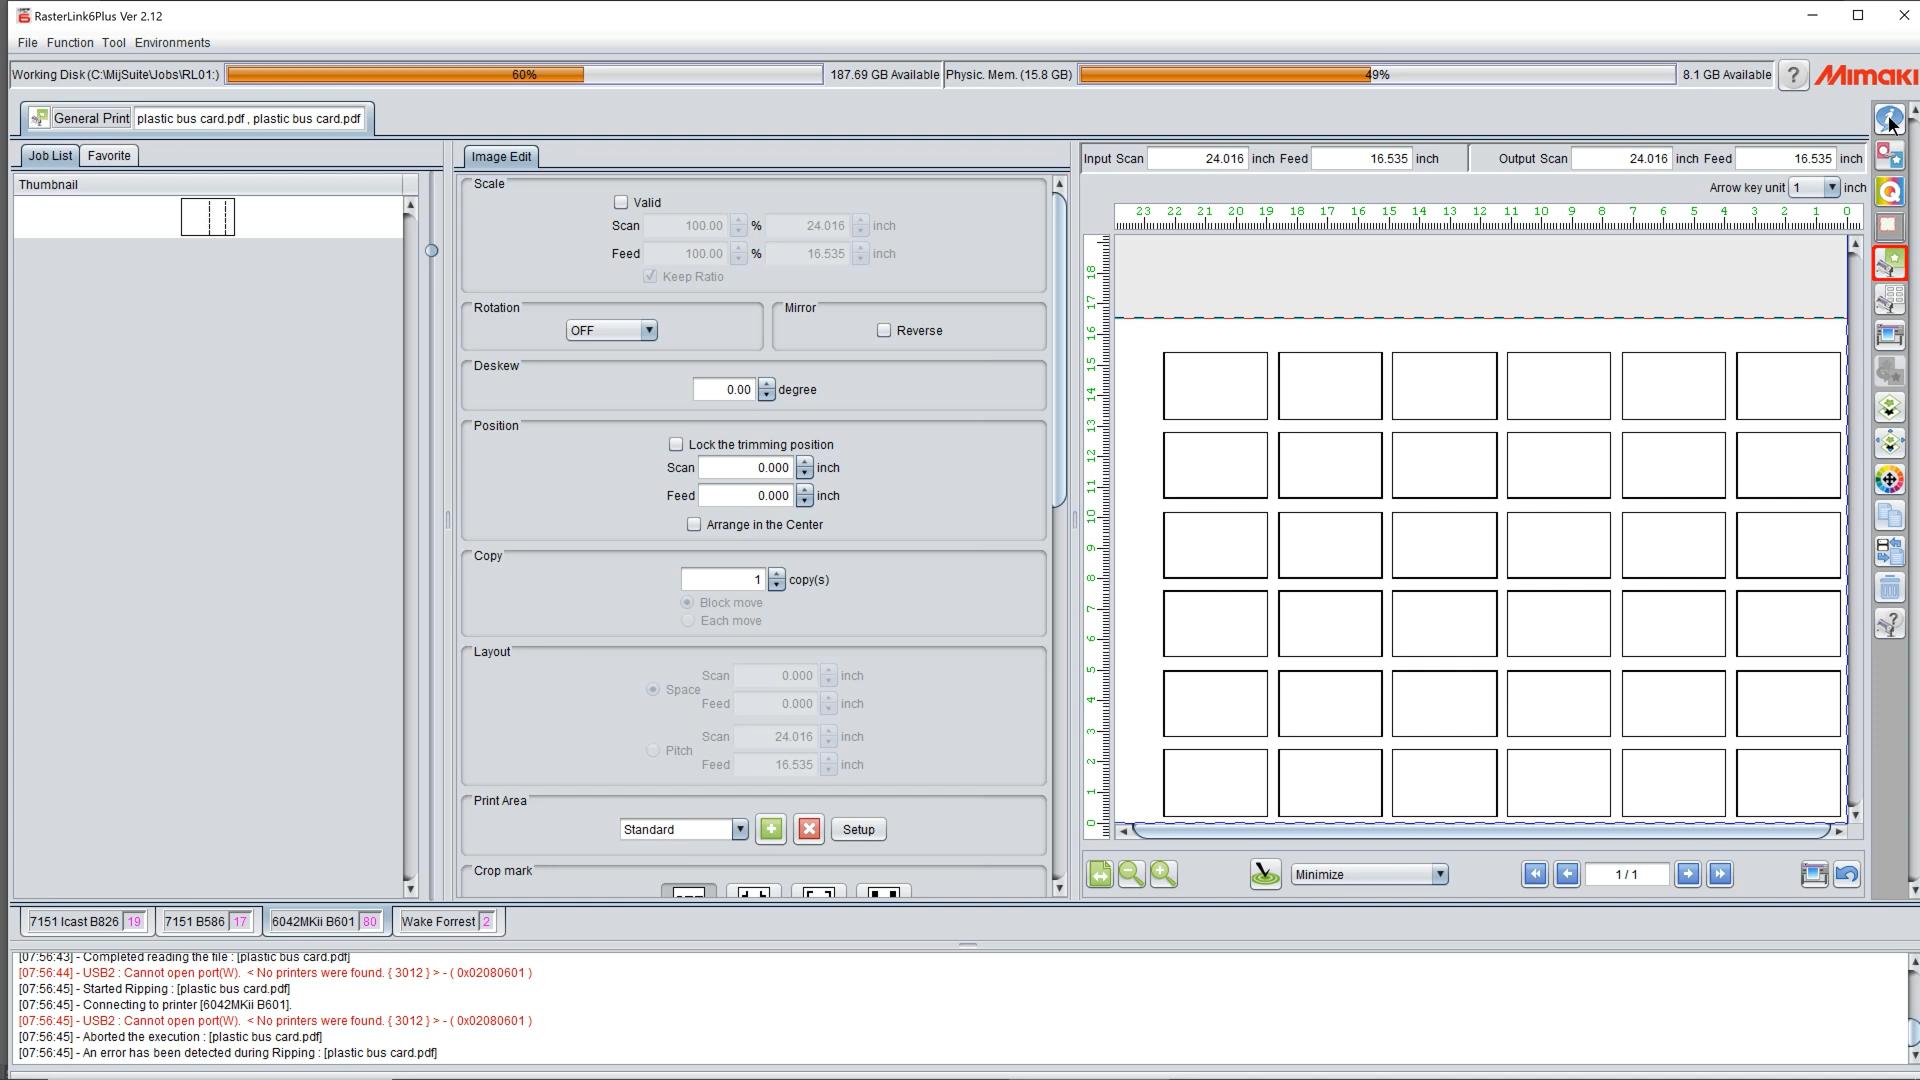 RasterLink6Plus Ver 2.12
File Function Tool Environments
Working Disk (C:\MijSuite\Jobs\RL01:) 60% 187.69 GB Available Physic. Mem. (15.8 GB) 49% 8.1 GB Available ? Mimaki
General Print plastic bus card.pdf , plastic bus card.pdf
Job List Favorite
Thumbnail
Image Edit
Scale
Valid
Scan 100.00 % 24.016 inch
Feed 100.00 % 16.535 inch
Keep Ratio
Rotation
OFF
Mirror
Reverse
Deskew
0.00 degree
Position
Lock the trimming position
Scan 0.000 inch
Feed 0.000 inch
Arrange in the Center
Copy
1 copy(s)
Block move
Each move
Layout
Space
Scan 0.000 inch
Feed 0.000 inch
Pitch
Scan 24.016 inch
Feed 16.535 inch
Print Area
Standard Setup
Crop mark
Input Scan 24.016 inch Feed 16.535 inch Output Scan 24.016 inch Feed 16.535 inch
Arrow key unit 1 inch
23 22 21 20 19 18 17 16 15 14 13 12 11 10 9 8 7 6 5 4 3 2 1 0
18
17
16
15
14
13
12
11
10
9
8
7
6
5
4
3
2
1
0
Minimize 1 / 1
7151 Icast B826 19 7151 B586 17 6042MKii B601 80 Wake Forrest 2
[07:56:43] - Completed reading the file : [plastic bus card.pdf]
[07:56:44] - USB2 : Cannot open port(W). < No printers were found. { 3012 } > - ( 0x02080601 )
[07:56:45] - Started Ripping : [plastic bus card.pdf]
[07:56:45] - Connecting to printer [6042MKii B601].
[07:56:45] - USB2 : Cannot open port(W). < No printers were found. { 3012 } > - ( 0x02080601 )
[07:56:45] - Aborted the execution : [plastic bus card.pdf]
[07:56:45] - An error has been detected during Ripping : [plastic bus card.pdf]